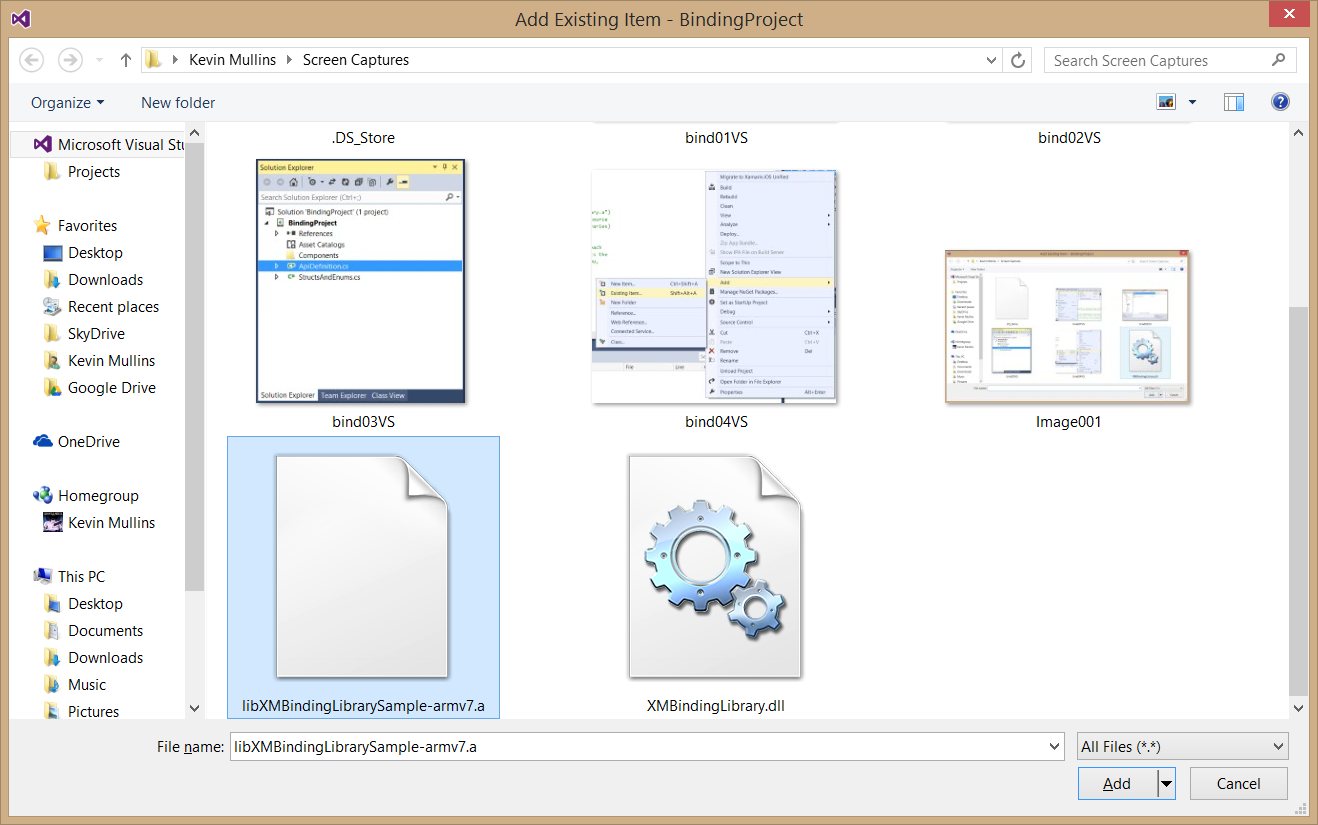 Add Existing Item - BindingProject
Kevin Mullins
Screen Captures
Search Screen Captures
Organize
New folder
Microsoft Visual Stu
Projects
Favorites
Desktop
Downloads
Recent places
SkyDrive
Kevin Mullins
Google Drive
OneDrive
Homegroup
Kevin Mullins
This PC
Desktop
Documents
Downloads
Music
Pictures
.DS_Store
bind01VS
bind02VS
Solution Explorer
Search Solution Explorer (Ctrl+;)
Solution 'BindingProject' (1 project)
BindingProject
References
Asset Catalogs
Components
ApiDefinition.cs
StructsAndEnums.cs
Solution Explorer Team Explorer Class View
Migrate to Xamarin.iOS Unified
Build
Rebuild
Clean
View
Analyze
Deploy...
Show IPA File on Build Server
Scope to This
New Solution Explorer View
Add
Manage NuGet Packages...
Set as StartUp Project
Debug
Source Control
Cut Ctrl+X
Paste Ctrl+V
Remove Del
Rename
Unload Project
Open Folder in File Explorer
Properties Alt+Enter
New Item... Ctrl+Shift+A
Existing Item... Shift+Alt+A
New Folder
Reference...
Web Reference...
Connected Service...
Class...
File Line
bind03VS
bind04VS
Image001
libXMBindingLibrarySample-armv7.a
XMBindingLibrary.dll
File name:
libXMBindingLibrarySample-armv7.a
All Files (*.*)
Add
Cancel